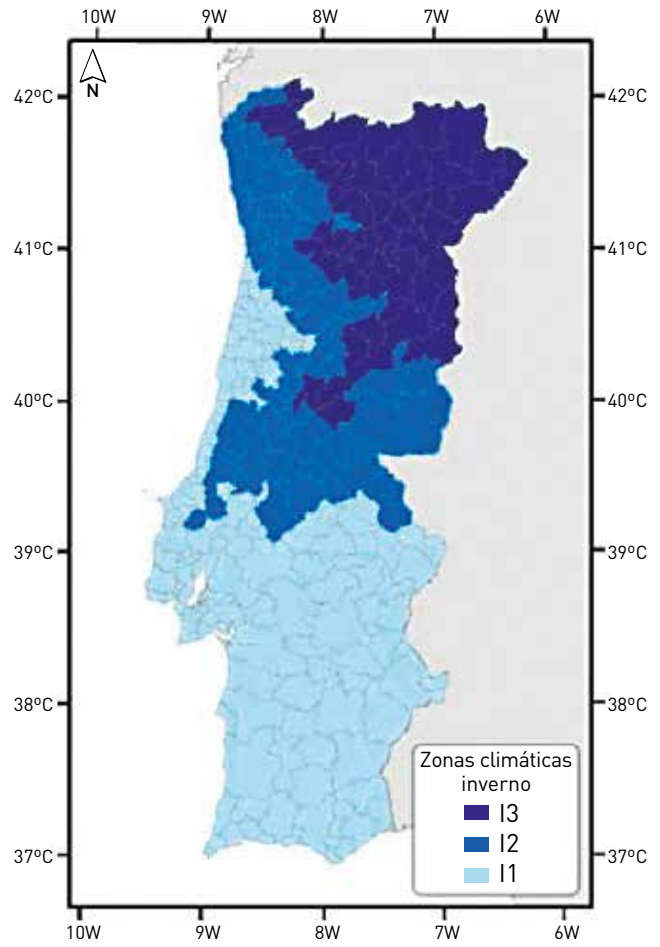 10W 9W 8W 7W 6W
N
42ºC 42ºC
41ºC 41ºC
40ºC 40ºC
39ºC 39ºC
38ºC 38ºC
Zonas climáticas
inverno
I3
I2
I1
37ºC 37ºC
10W 9W 8W 7W 6W